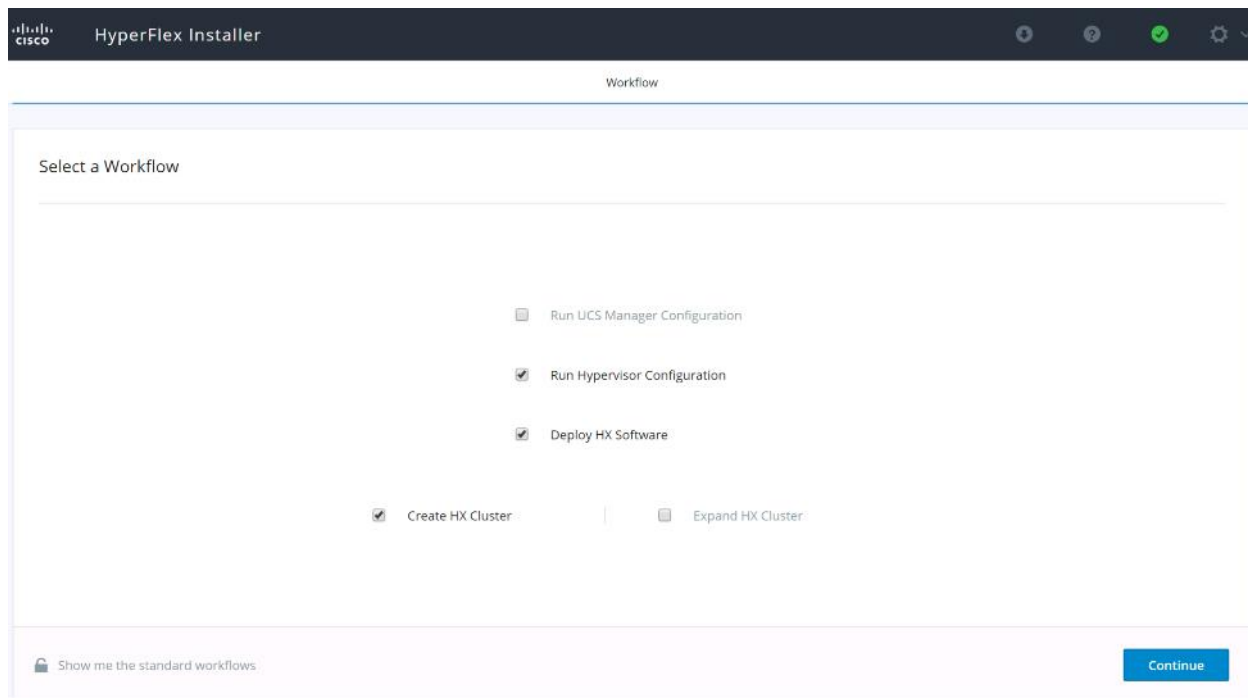 cisco HyperFlex Installer
Workflow
Select a Workflow
Run UCS Manager Configuration
Run Hypervisor Configuration
Deploy HX Software
Create HX Cluster Expand HX Cluster
Show me the standard workflows Continue